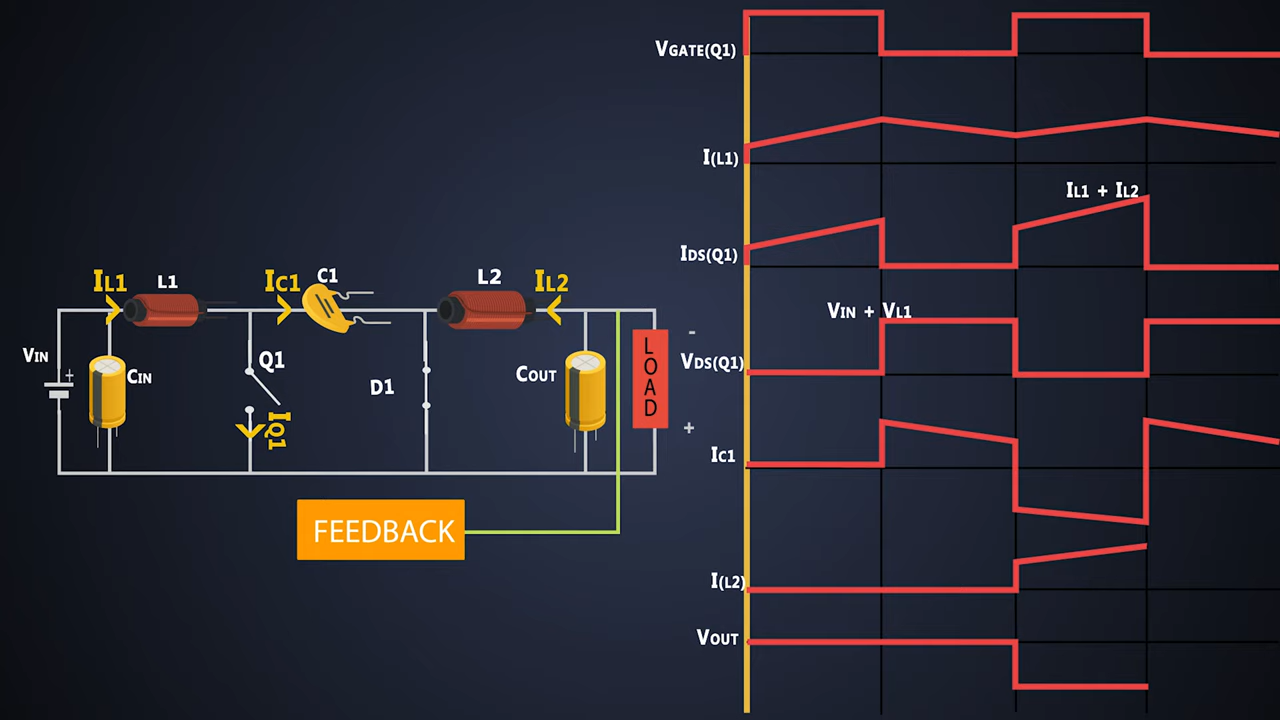 VGATE(Q1)
I(L1)
IL1 + IL2
IDS(Q1)
IL1
L1
IC1
C1
L2
IL2
VIN + VL1
-
VIN
+
CIN
Q1
D1
COUT
LOAD
VDS(Q1)
IQ1
+
IC1
FEEDBACK
I(L2)
VOUT